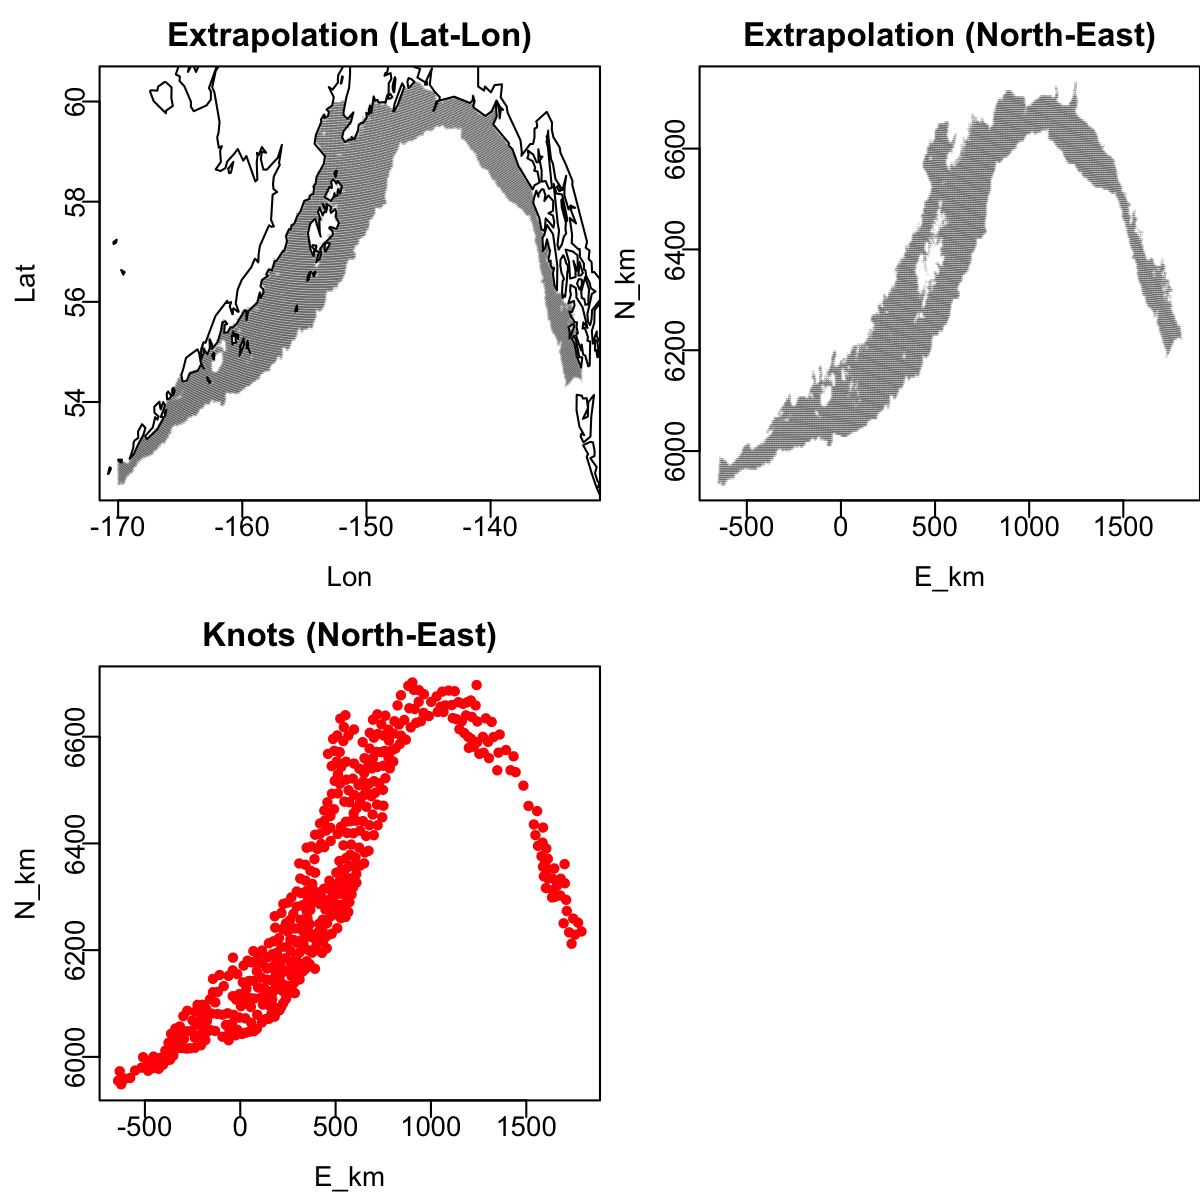 Extrapolation (Lat-Lon)
Lat
60
58
56
54
-170 -160 -150 -140
Lon
Extrapolation (North-East)
N_km
6600
6400
6200
6000
-500 0 500 1000 1500
E_km
Knots (North-East)
N_km
6600
6400
6200
6000
-500 0 500 1000 1500
E_km